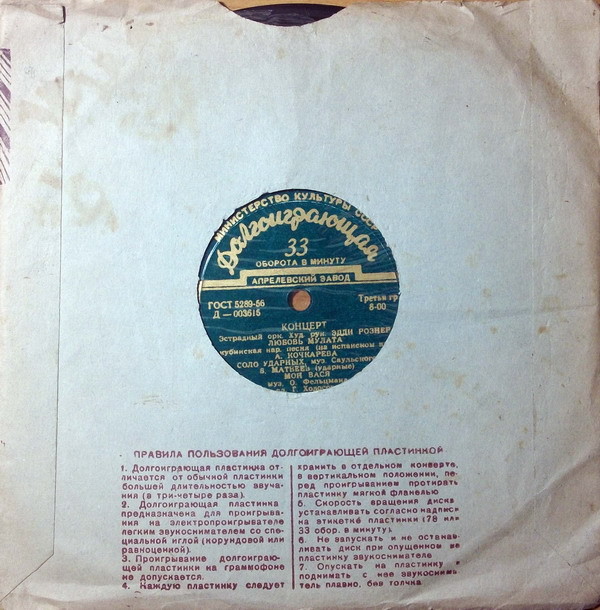 МИНИСТЕРСТВО КУЛЬТУРЫ СССР
Долгоиграющая
33
ОБОРОТА В МИНУТУ
АПРЕЛЕВСКИЙ ЗАВОД
ГОСТ 5289-56
Д — 003615
Третья гр
6-00
КОНЦЕРТ
Эстрадный орк. Худ. рук. ЭДДИ РОЗНЕР
ЛЮБОВЬ МУЛАТА
кубинская нар. песня (на испанском
А. КОЧКАРЕВА
СОЛО УДАРНЫХ, муз. Саульского
В. МАТВЕЕВ (ударные)
МОЙ ВАСЯ
муз. О. Фельцмана
Г. Ходос
ПРАВИЛА ПОЛЬЗОВАНИЯ ДОЛГОИГРАЮЩЕЙ ПЛАСТИНКОЙ
1. Долгоиграющая пластинка от-
личается от обычной пластинки
большей длительностью звуча-
ния (в три-четыре раза).
2. Долгоиграющая пластинка
предназначена для проигрыва-
ния на электропроигрывателе
легким звукоснимателем со спе-
циальной иглой (корундовой или
равноценной).
3. Проигрывание долгоиграю-
щей пластинки на граммофоне
не допускается.
4. Каждую пластинку следует
хранить в отдельном конверте,
в вертикальном положении, пе-
ред проигрыванием протирать
пластинку мягкой фланелью
5. Скорость вращения диска
устанавливать согласно надписи
на этикетке пластинки (78 или
33 обор. в минуту).
6. Не запускать и не останав-
ливать диск при опущенном на
пластинку звукоснимателе
7. Опускать на пластинку и
поднимать с нее звукосни-
тель плавно, без толчка